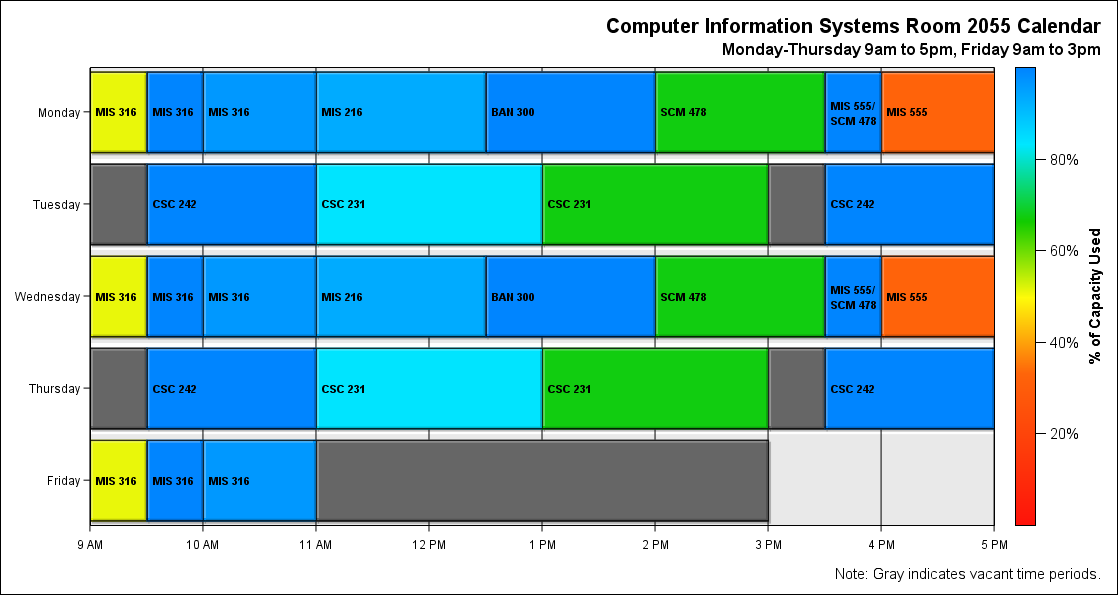 Computer Information Systems Room 2055 Calendar
Monday-Thursday 9am to 5pm, Friday 9am to 3pm
Monday
MIS 316
MIS 316
MIS 316
MIS 216
BAN 300
SCM 478
MIS 555/
SCM 478
MIS 555
Tuesday
CSC 242
CSC 231
CSC 231
CSC 242
Wednesday
MIS 316
MIS 316
MIS 316
MIS 216
BAN 300
SCM 478
MIS 555/
SCM 478
MIS 555
Thursday
CSC 242
CSC 231
CSC 231
CSC 242
Friday
MIS 316
MIS 316
MIS 316
9 AM
10 AM
11 AM
12 PM
1 PM
2 PM
3 PM
4 PM
5 PM
80%
60%
40%
20%
% of Capacity Used
Note: Gray indicates vacant time periods.